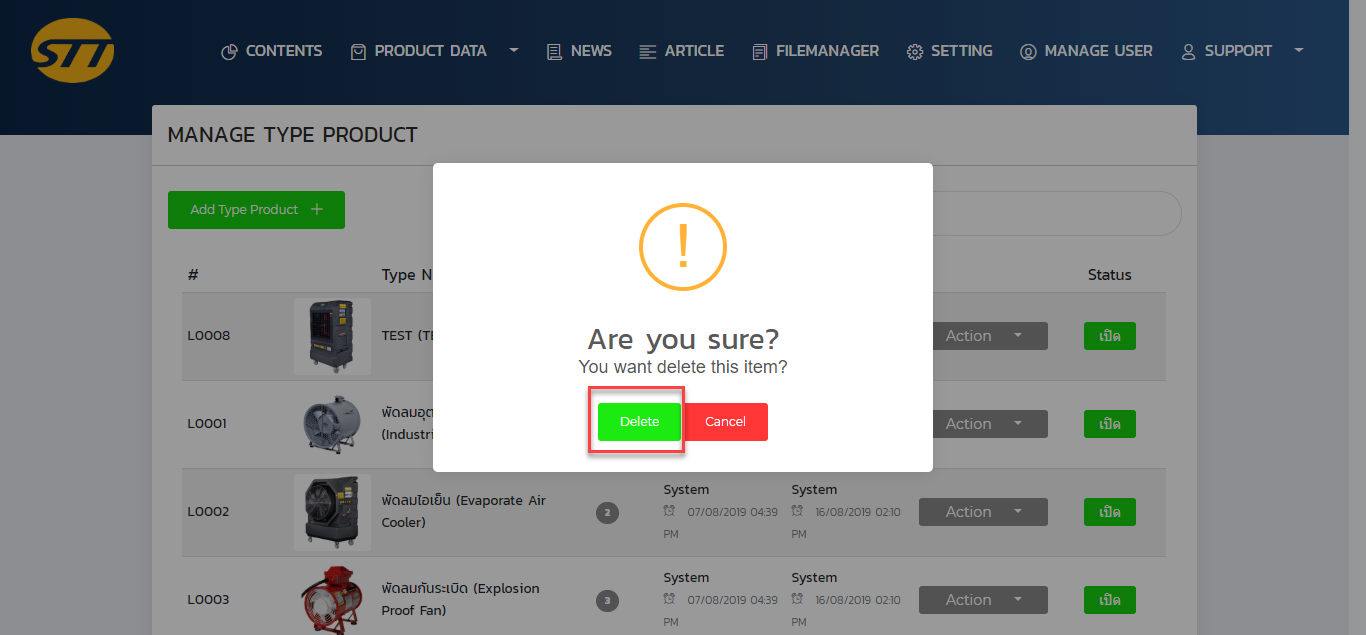 STT
CONTENTS PRODUCT DATA NEWS ARTICLE FILEMANAGER SETTING MANAGE USER SUPPORT
MANAGE TYPE PRODUCT
Add Type Product +
# Type N Status
!
Are you sure?
You want delete this item?
Delete Cancel
L0008 TEST (TE Action เปิด
L0001 พัดลมอุต
(Industri Action เปิด
L0002 พัดลมไอเย็น (Evaporate Air
Cooler) 2 System
07/08/2019 04:39
PM System
16/08/2019 02:10
PM Action เปิด
L0003 พัดลมกันระเบิด (Explosion
Proof Fan) 3 System
07/08/2019 04:39
PM System
16/08/2019 02:10
PM Action เปิด